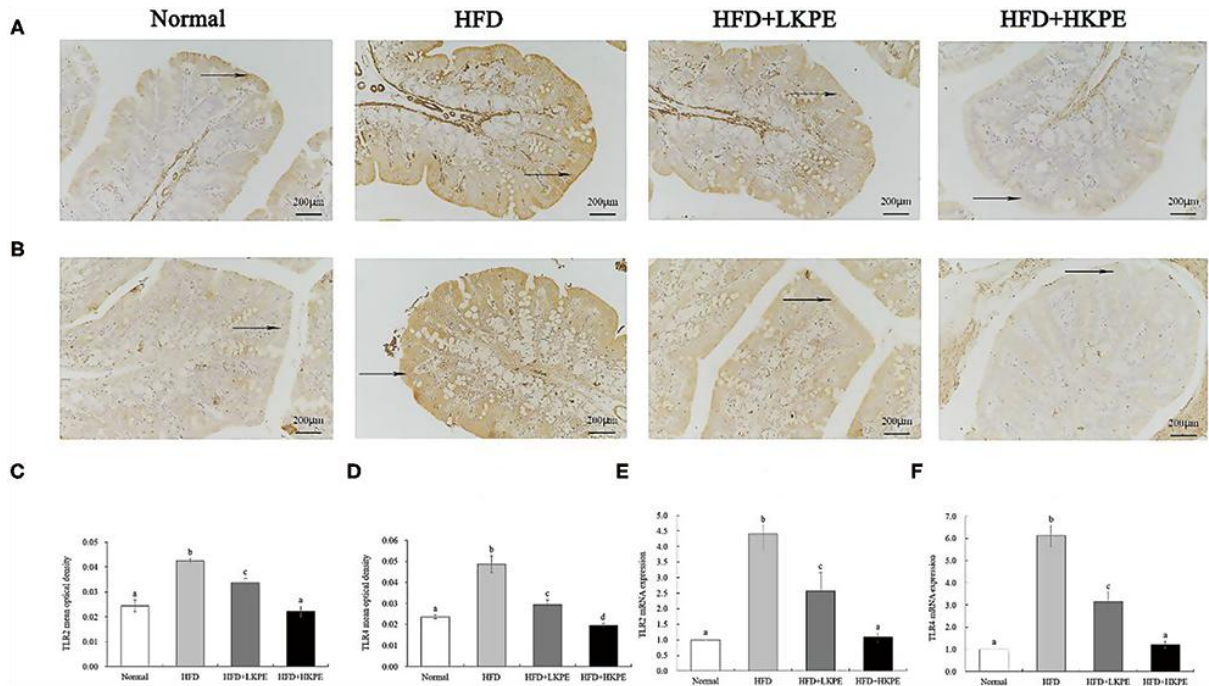 Normal HFD HFD+LKPE HFD+HKPE
A
200μm 200μm 200μm 200μm
B
200μm 200μm 200μm 200μm
C
TLR2 mean optical density
0.05
0.04
0.03
0.02
0.01
0.00
a b c a
Normal HFD HFD+LKPE HFD+HKPE
D
TLR4 mean optical density
0.06
0.05
0.04
0.03
0.02
0.01
0.00
a b c d
Normal HFD HFD+LKPE HFD+HKPE
E
TLR2 mRNA expression
5.0
4.5
4.0
3.5
3.0
2.5
2.0
1.5
1.0
0.5
0.0
a b c a
Normal HFD HFD+LKPE HFD+HKPE
F
TLR4 mRNA expression
7.0
6.0
5.0
4.0
3.0
2.0
1.0
0.0
a b c a
Normal HFD HFD+LKPE HFD+HKPE